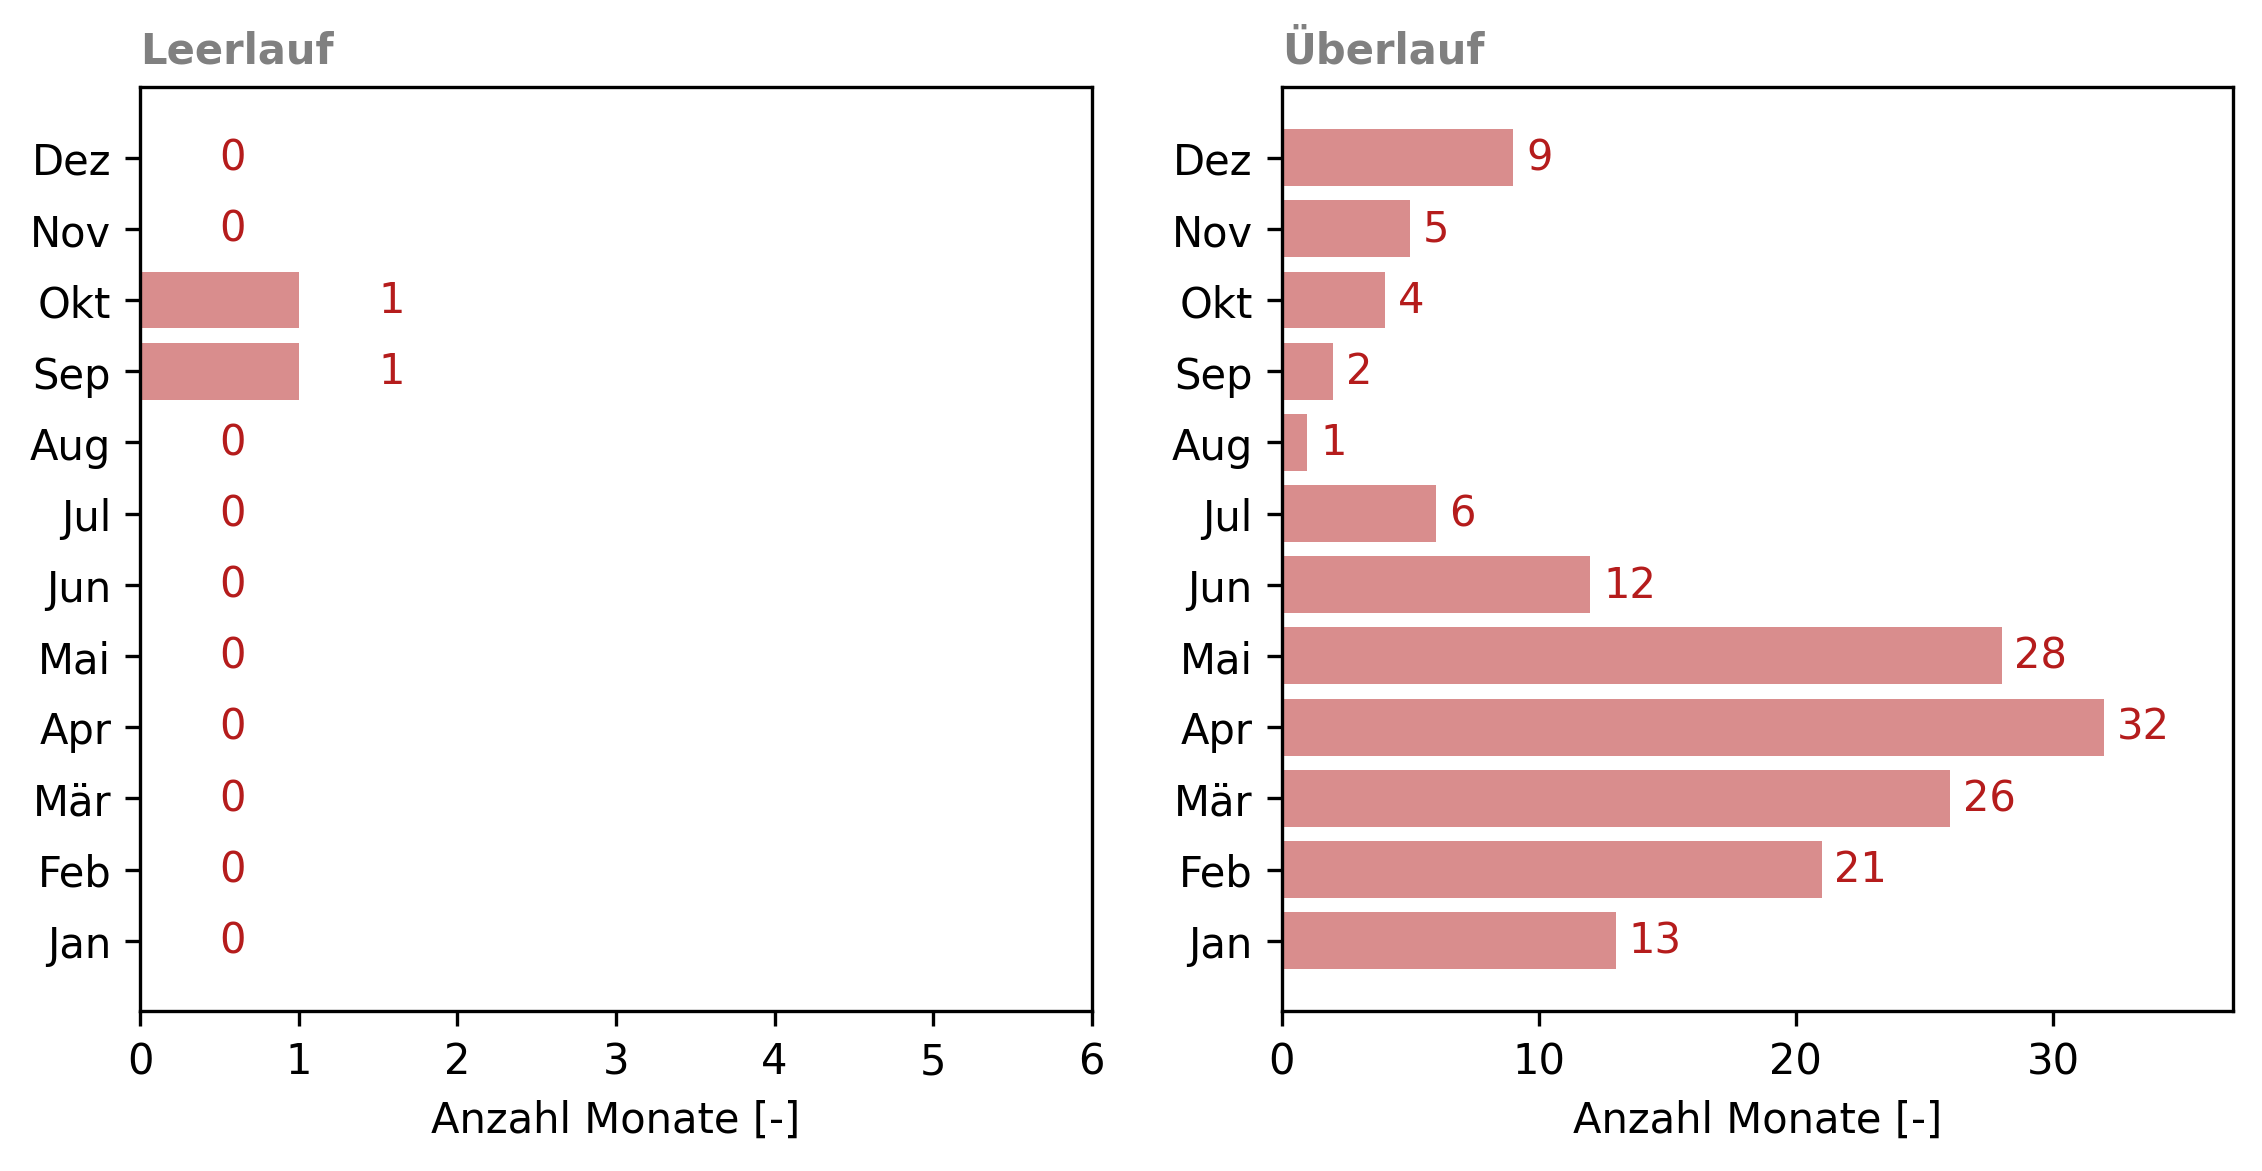 Leerlauf
Dez 0
Nov 0
Okt 1
Sep 1
Aug 0
Jul 0
Jun 0
Mai 0
Apr 0
Mär 0
Feb 0
Jan 0
0 1 2 3 4 5 6
Anzahl Monate [-]
Überlauf
Dez 9
Nov 5
Okt 4
Sep 2
Aug 1
Jul 6
Jun 12
Mai 28
Apr 32
Mär 26
Feb 21
Jan 13
0 10 20 30
Anzahl Monate [-]